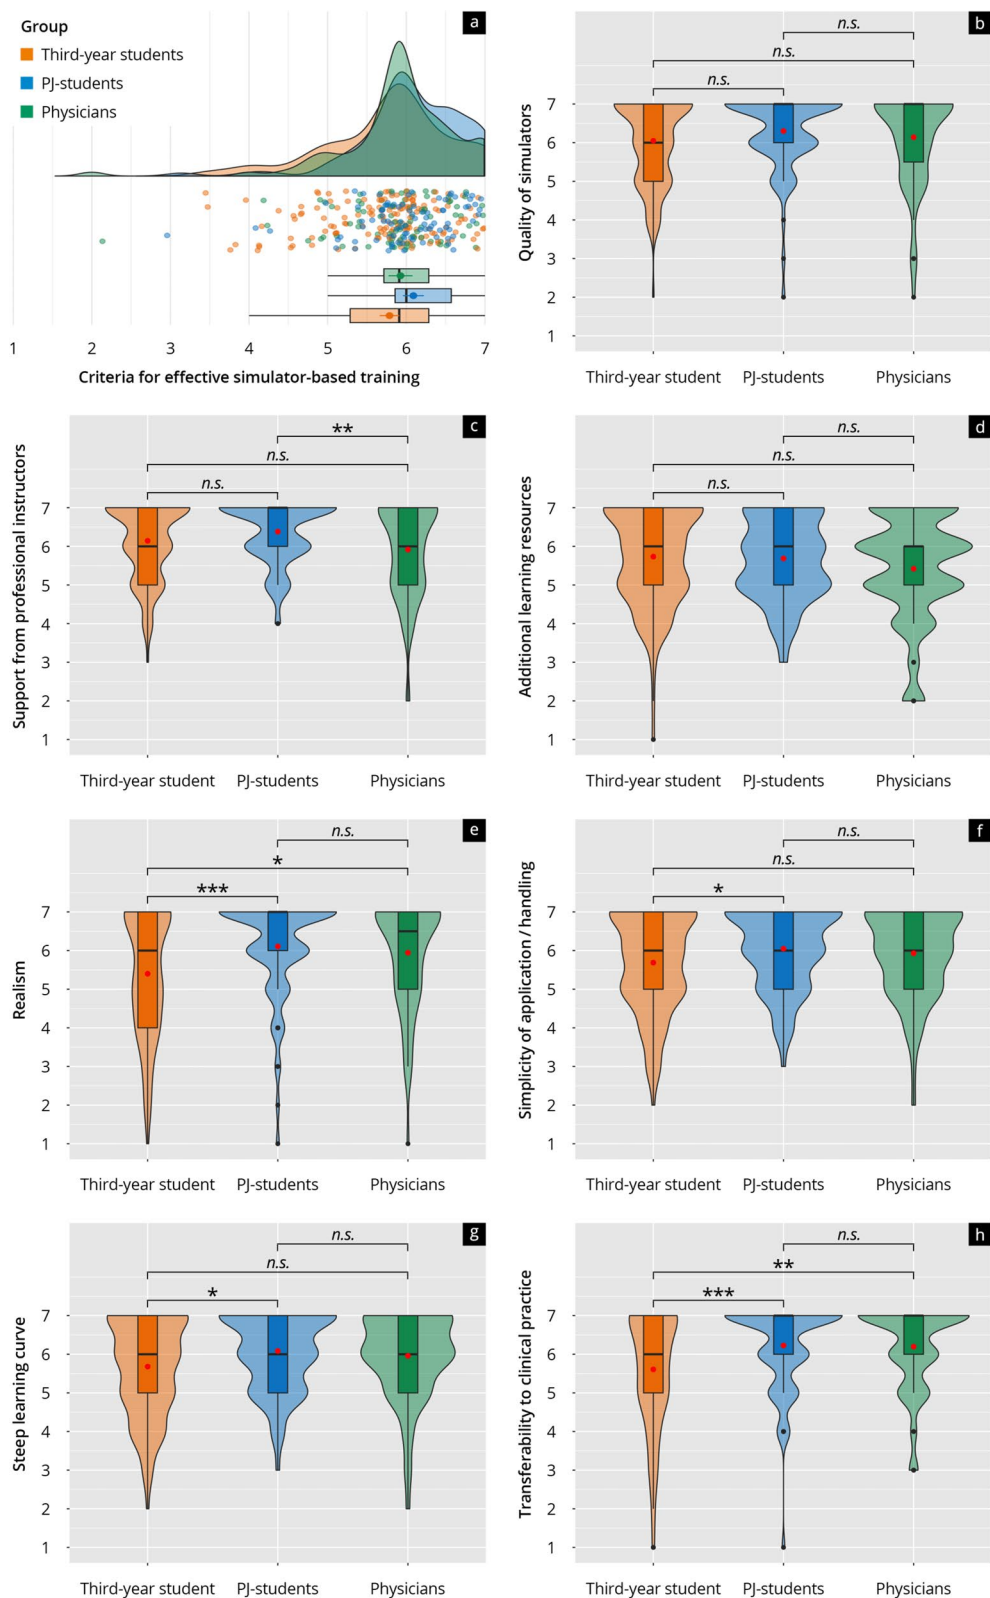 Group
Third-year students
PJ-students
Physicians
a
1 2 3 4 5 6 7
Criteria for effective simulator-based training
b
n.s.
n.s.
n.s.
Quality of simulators
7
6
5
4
3
2
1
Third-year student PJ-students Physicians
c
**
n.s.
n.s.
Support from professional instructors
7
6
5
4
3
2
1
Third-year student PJ-students Physicians
d
n.s.
n.s.
n.s.
Additional learning resources
7
6
5
4
3
2
1
Third-year student PJ-students Physicians
e
n.s.
*
***
Realism
7
6
5
4
3
2
1
Third-year student PJ-students Physicians
f
n.s.
n.s.
*
Simplicity of application / handling
7
6
5
4
3
2
1
Third-year student PJ-students Physicians
g
n.s.
n.s.
*
Steep learning curve
7
6
5
4
3
2
1
Third-year student PJ-students Physicians
h
n.s.
**
***
Transferability to clinical practice
7
6
5
4
3
2
1
Third-year student PJ-students Physicians